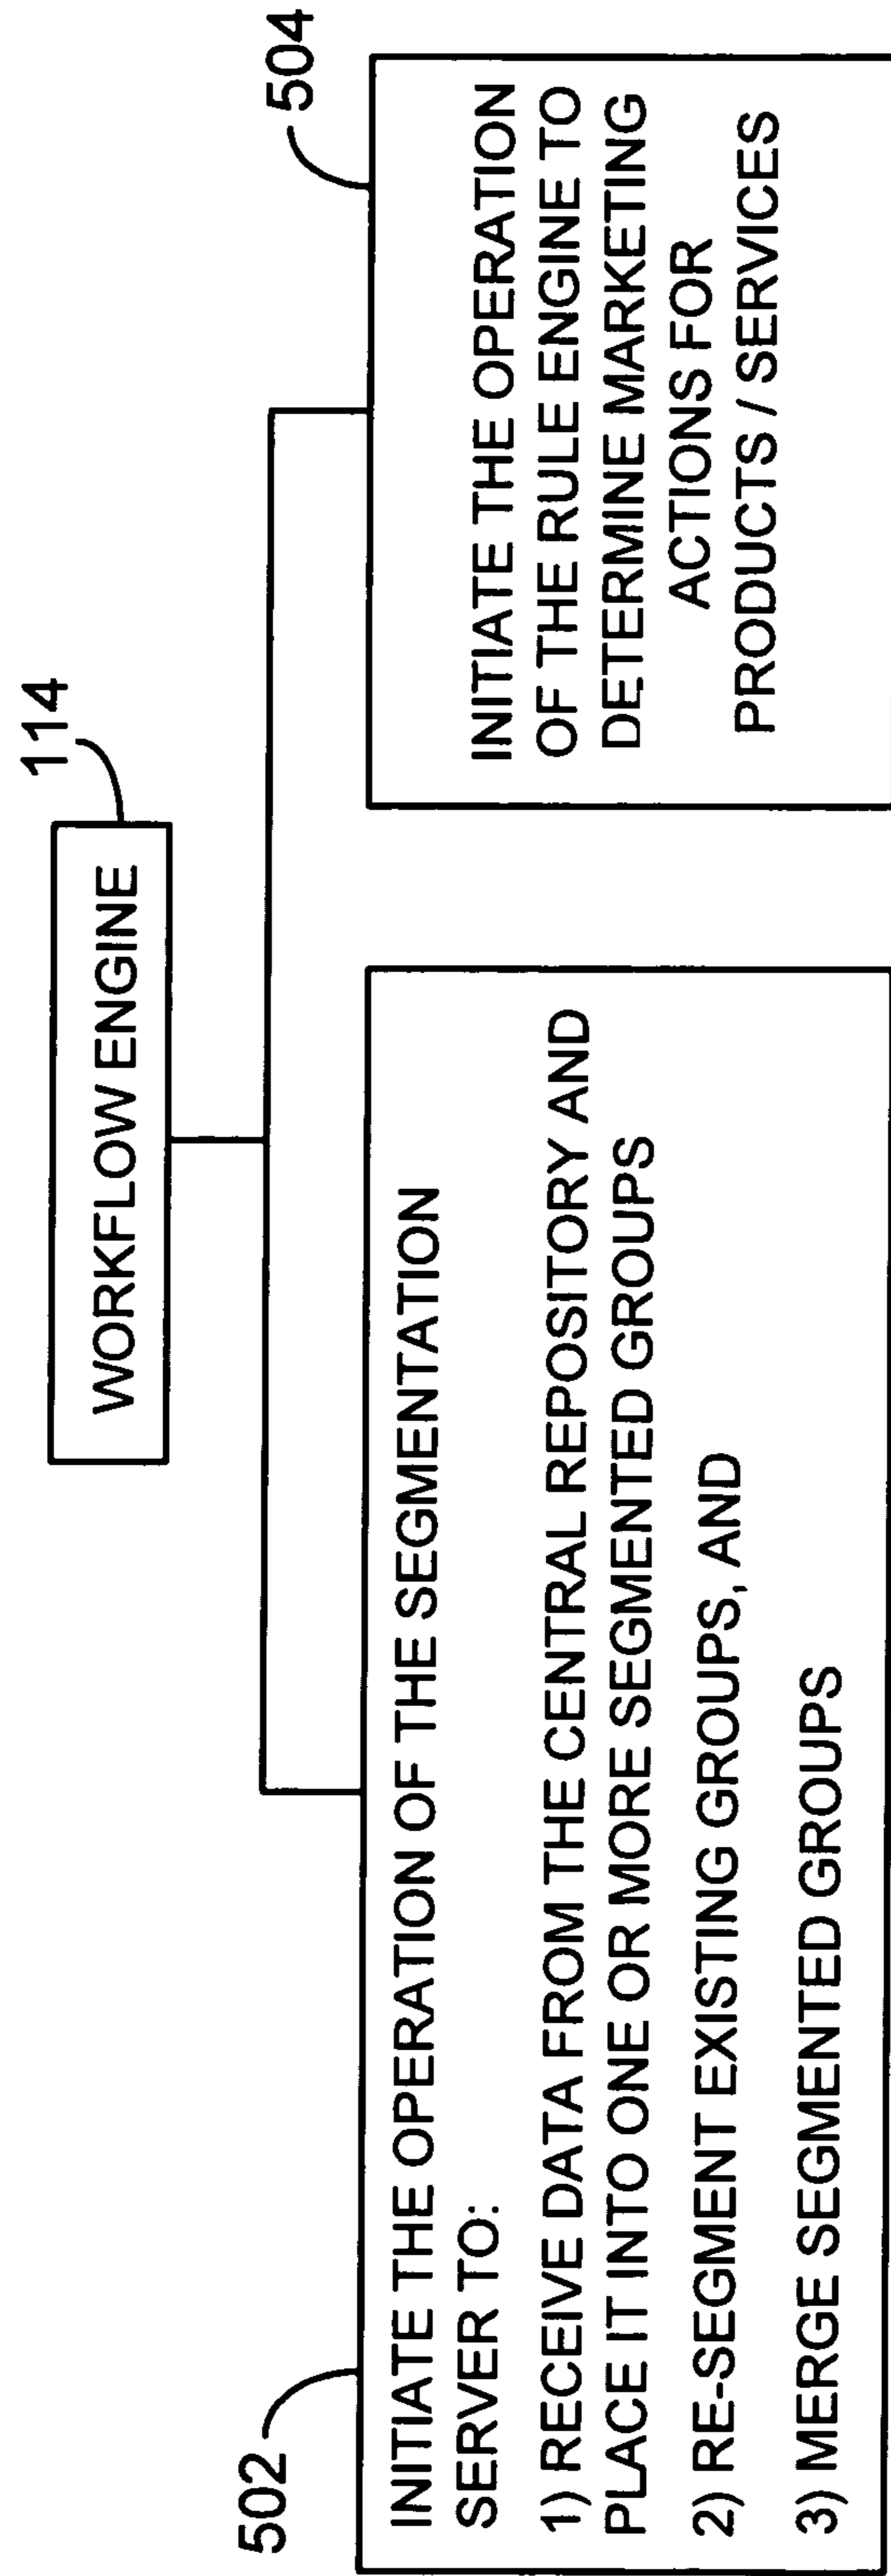 114
WORKFLOW ENGINE
502
INITIATE THE OPERATION OF THE SEGMENTATION
SERVER TO:
1) RECEIVE DATA FROM THE CENTRAL REPOSITORY AND
PLACE IT INTO ONE OR MORE SEGMENTED GROUPS
2) RE-SEGMENT EXISTING GROUPS, AND
3) MERGE SEGMENTED GROUPS
504
INITIATE THE OPERATION
OF THE RULE ENGINE TO
DETERMINE MARKETING
ACTIONS FOR
PRODUCTS / SERVICES